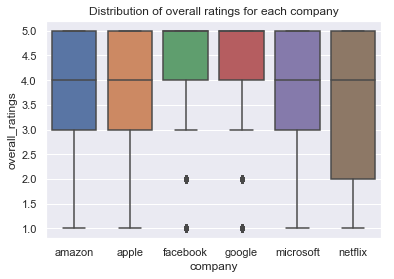 Distribution of overall ratings for each company
overall_ratings
5.0
4.5
4.0
3.5
3.0
2.5
2.0
1.5
1.0
amazon apple facebook google microsoft netflix
company